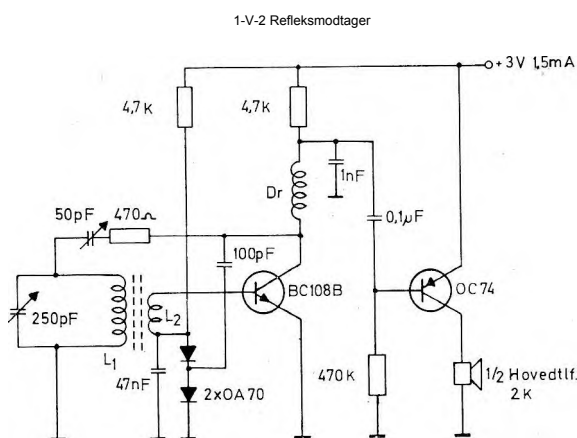 1-V-2 Refleksmodtager
+3V 1,5mA
4,7K
4,7K
1nF
Dr
50pF
470Ω
100pF
0,1µF
BC108B
OC74
250pF
L1
L2
47nF
2xOA70
470K
1/2 Hovedtlf.
2K